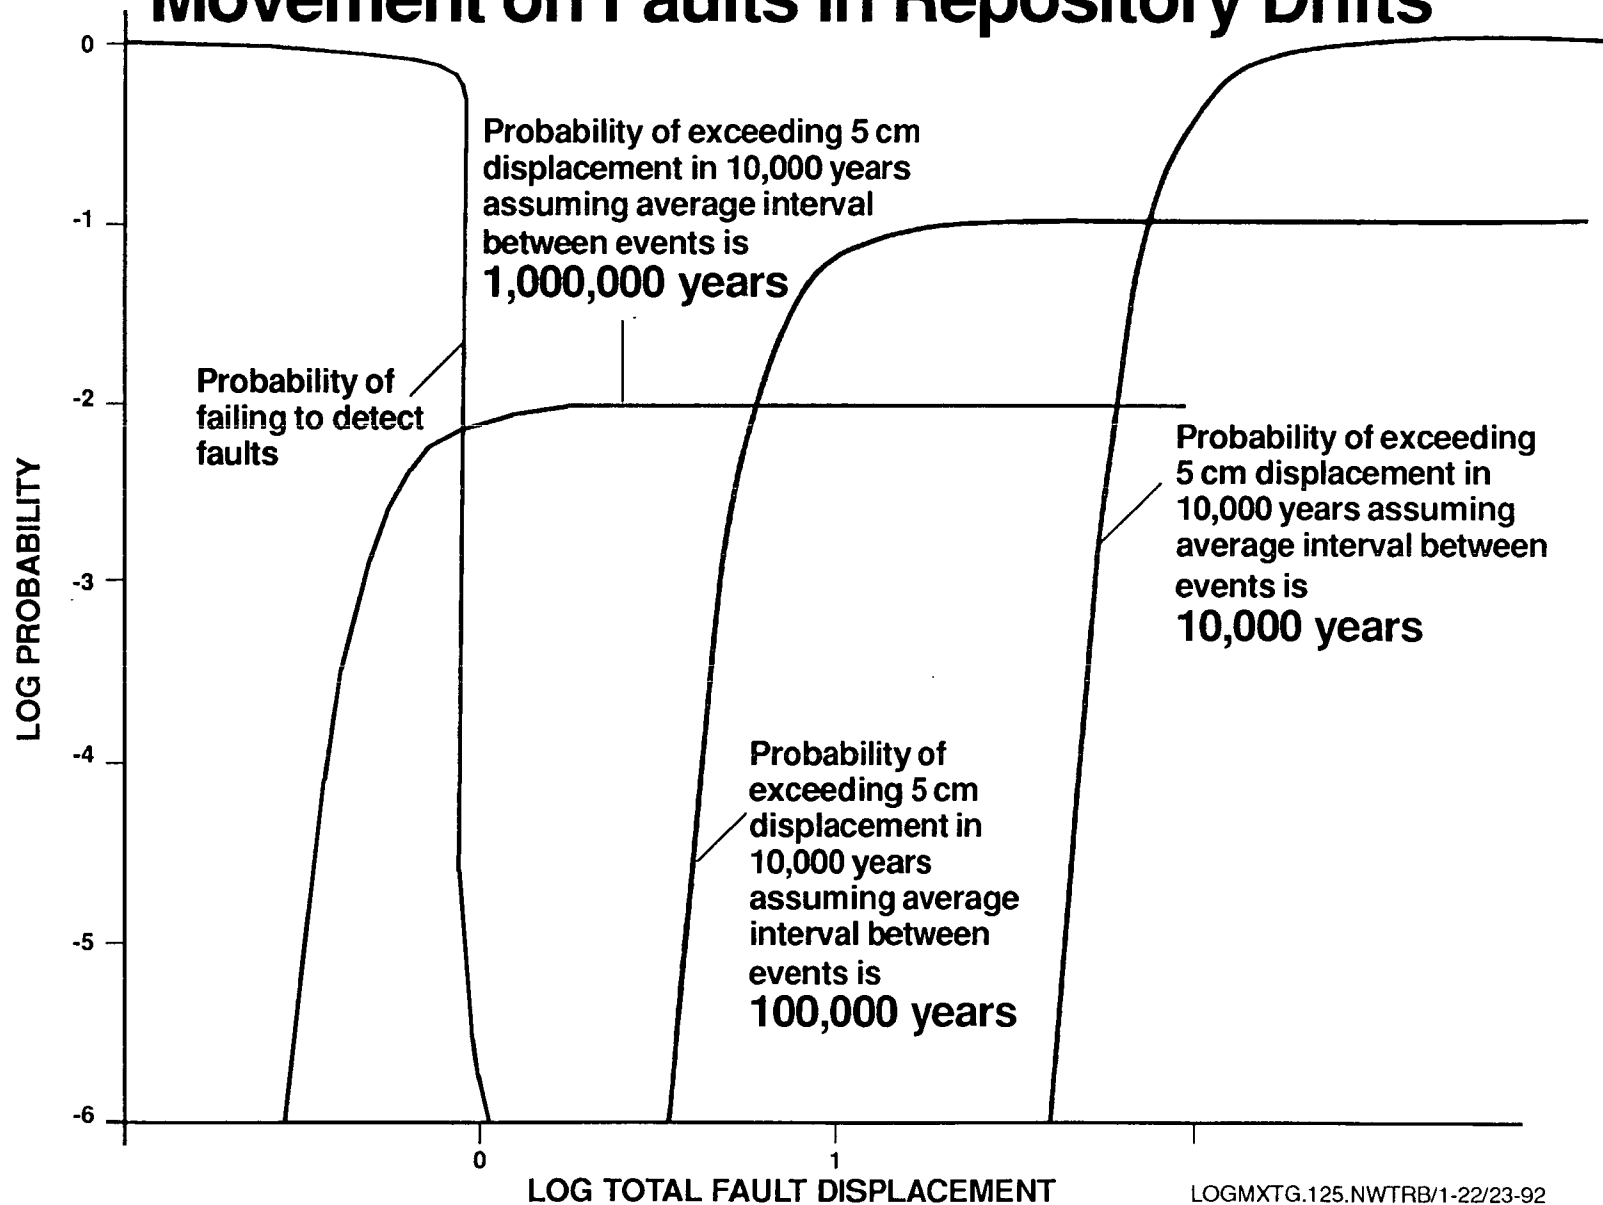 Movement on Faults in Repository Drifts
0
-1
-2
-3
-4
-5
-6
LOG PROBABILITY
Probability of exceeding 5 cm
displacement in 10,000 years
assuming average interval
between events is
1,000,000 years
Probability of
failing to detect
faults
Probability of exceeding
5 cm displacement in
10,000 years assuming
average interval between
events is
10,000 years
Probability of
exceeding 5 cm
displacement in
10,000 years
assuming average
interval between
events is
100,000 years
0
1
LOG TOTAL FAULT DISPLACEMENT
LOGMXTG.125.NWTRB/1-22/23-92